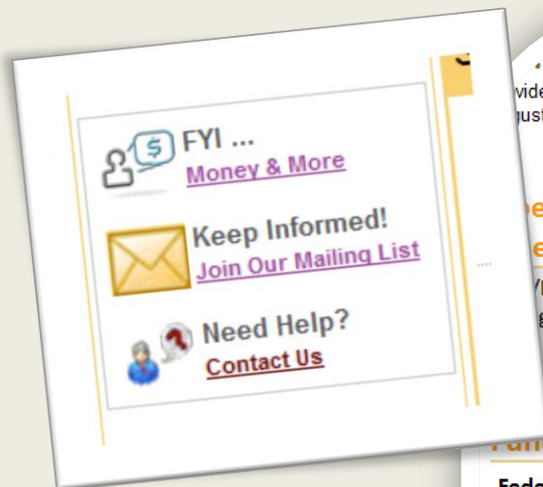 FYI ...
Money & More
Keep Informed!
Join Our Mailing List
Need Help?
Contact Us